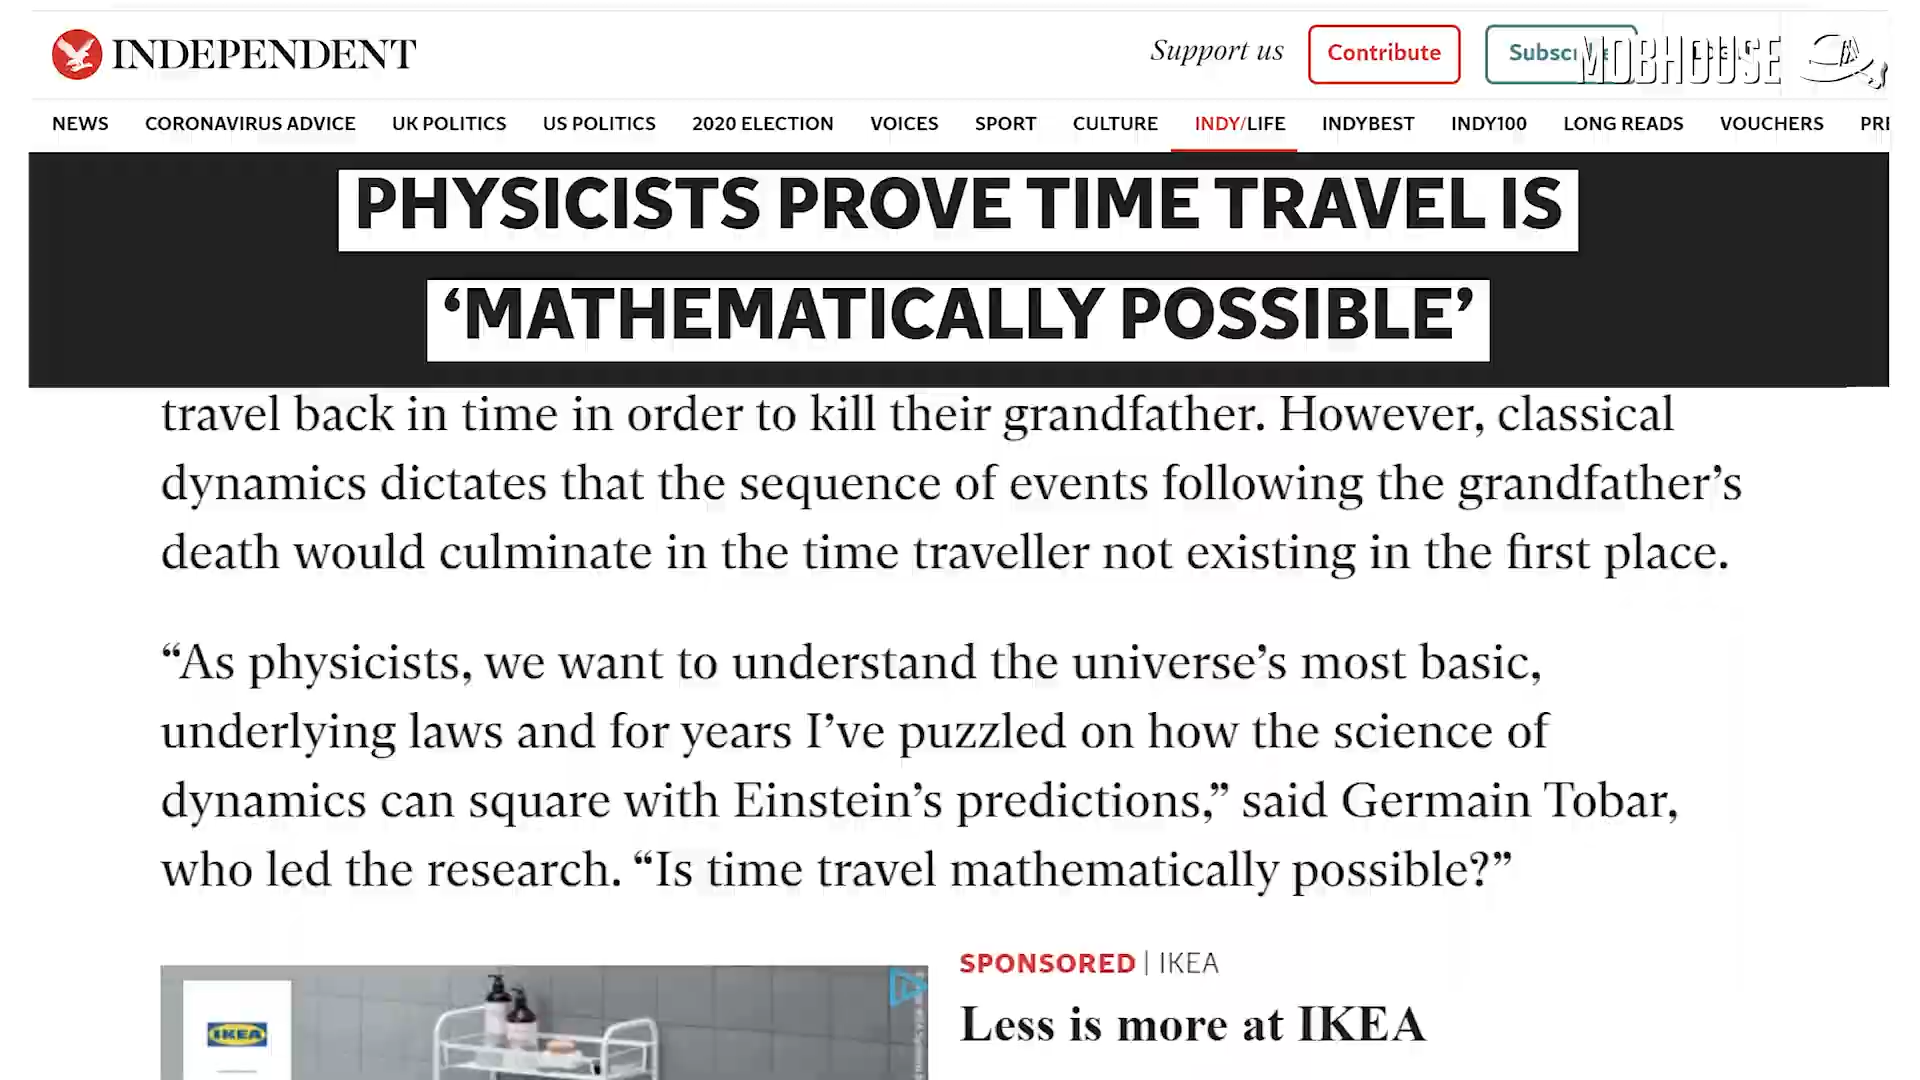 INDEPENDENT
Support us
Contribute
MOBHOUSE
NEWS CORONAVIRUS ADVICE UK POLITICS US POLITICS 2020 ELECTION VOICES SPORT CULTURE INDY/LIFE INDYBEST INDY100 LONG READS VOUCHERS
PHYSICISTS PROVE TIME TRAVEL IS
‘MATHEMATICALLY POSSIBLE’
travel back in time in order to kill their grandfather. However, classical
dynamics dictates that the sequence of events following the grandfather’s
death would culminate in the time traveller not existing in the first place.
“As physicists, we want to understand the universe’s most basic,
underlying laws and for years I’ve puzzled on how the science of
dynamics can square with Einstein’s predictions,” said Germain Tobar,
who led the research. “Is time travel mathematically possible?”
SPONSORED | IKEA
Less is more at IKEA
IKEA